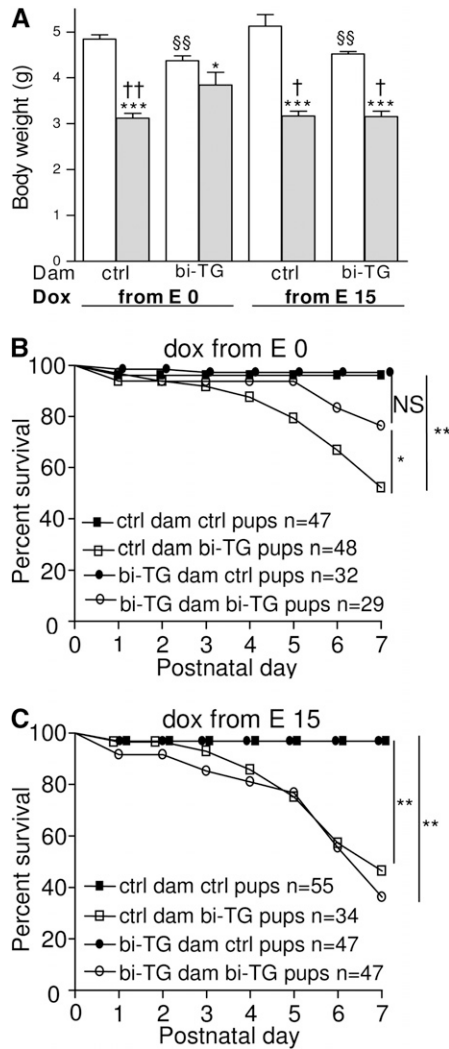 A
Body weight (g)
5
4
3
2
1
0
††
***
§§
*
†
***
§§
†
***
Dam ctrl bi-TG ctrl bi-TG
Dox from E 0 from E 15
B
dox from E 0
Percent survival
100
80
60
40
20
0
NS
*
**
ctrl dam ctrl pups n=47
ctrl dam bi-TG pups n=48
bi-TG dam ctrl pups n=32
bi-TG dam bi-TG pups n=29
0 1 2 3 4 5 6 7
Postnatal day
C
dox from E 15
Percent survival
100
80
60
40
20
0
**
**
ctrl dam ctrl pups n=55
ctrl dam bi-TG pups n=34
bi-TG dam ctrl pups n=47
bi-TG dam bi-TG pups n=47
0 1 2 3 4 5 6 7
Postnatal day